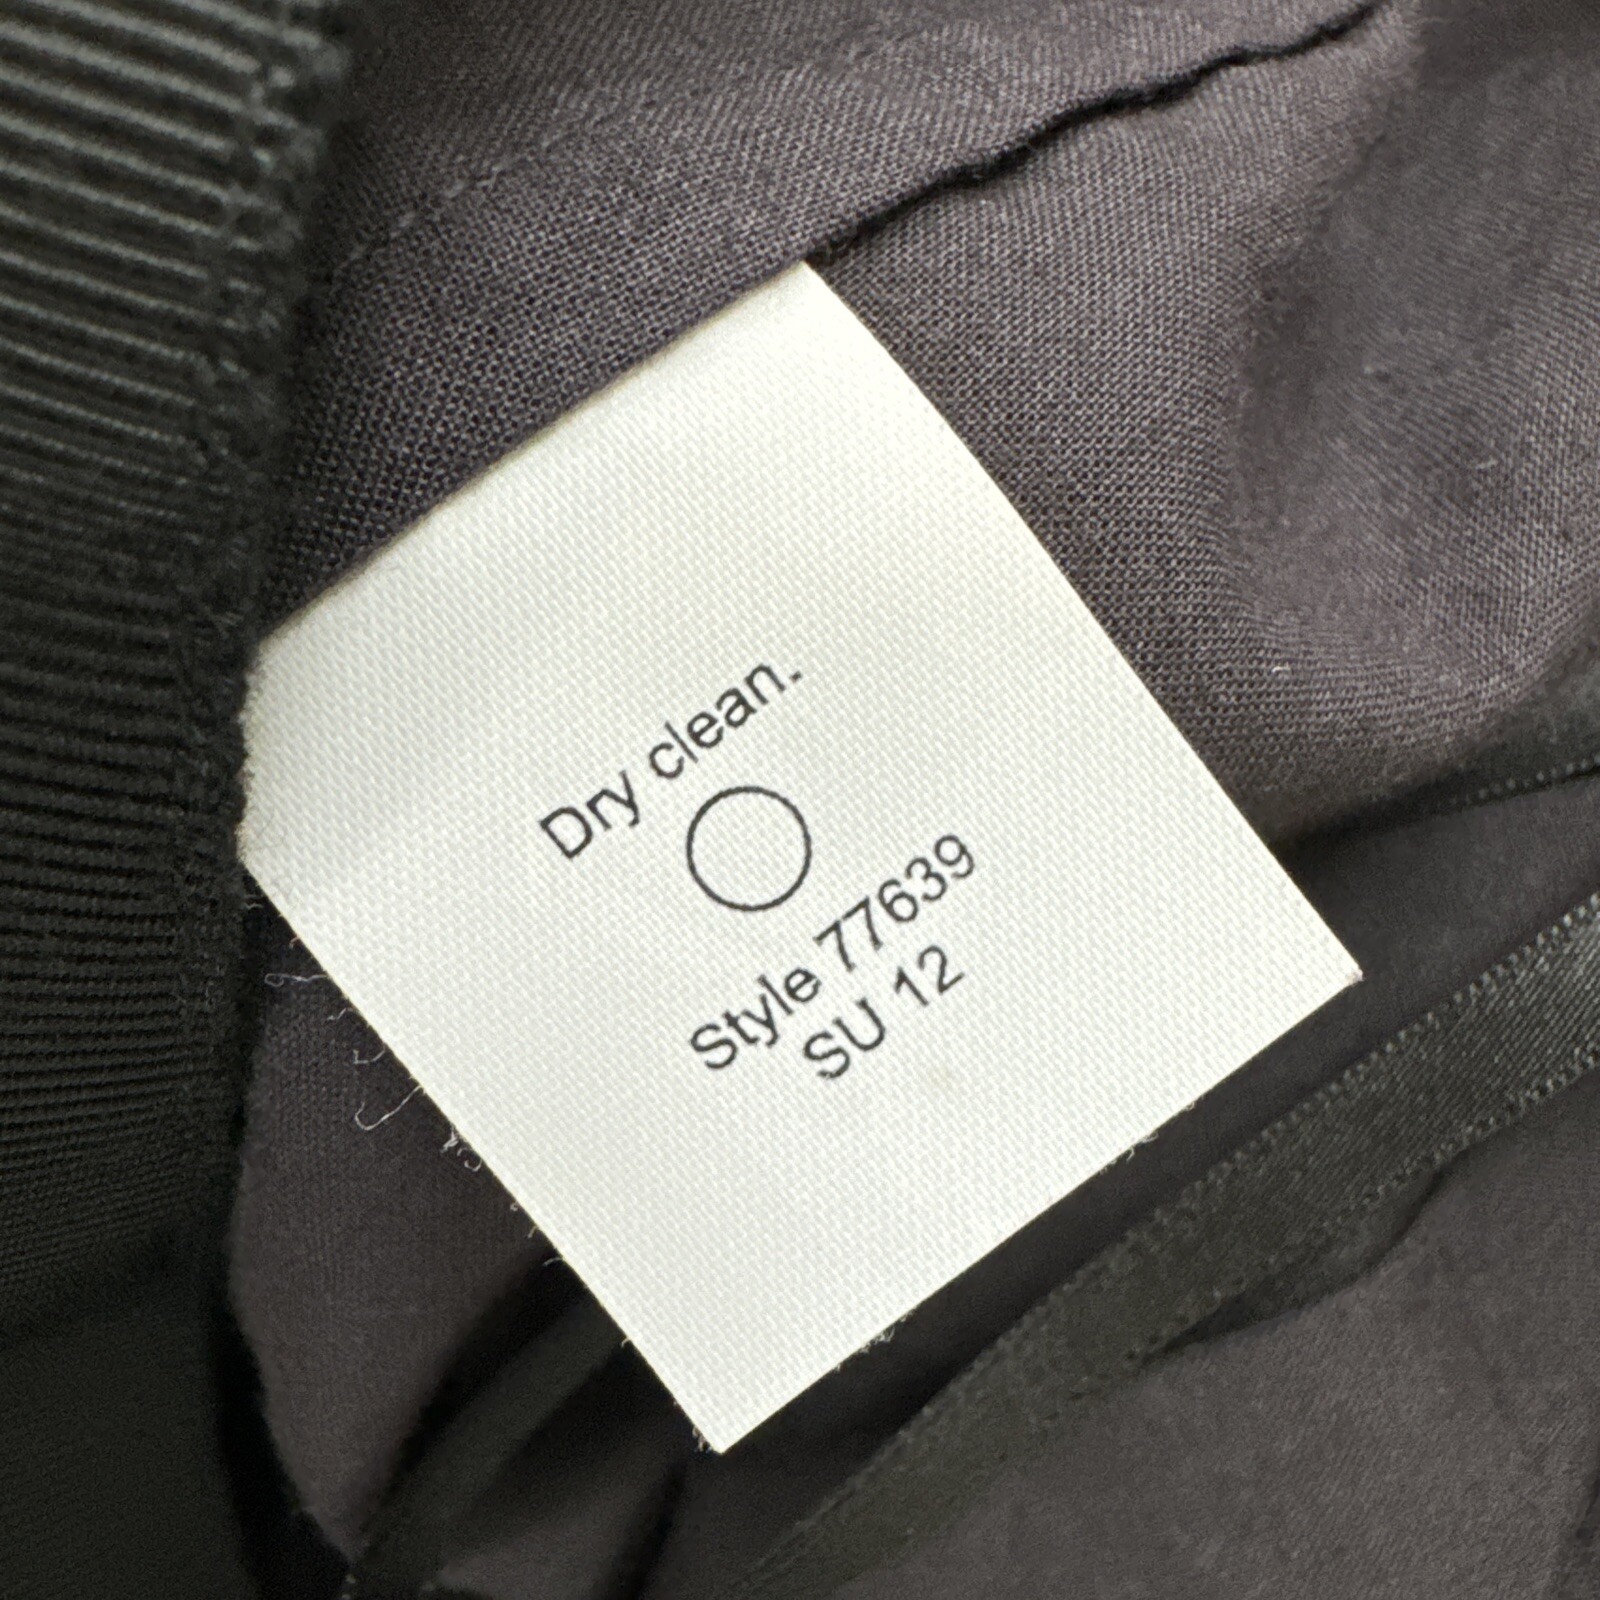 Dry clean.
Style 77639
SU 12